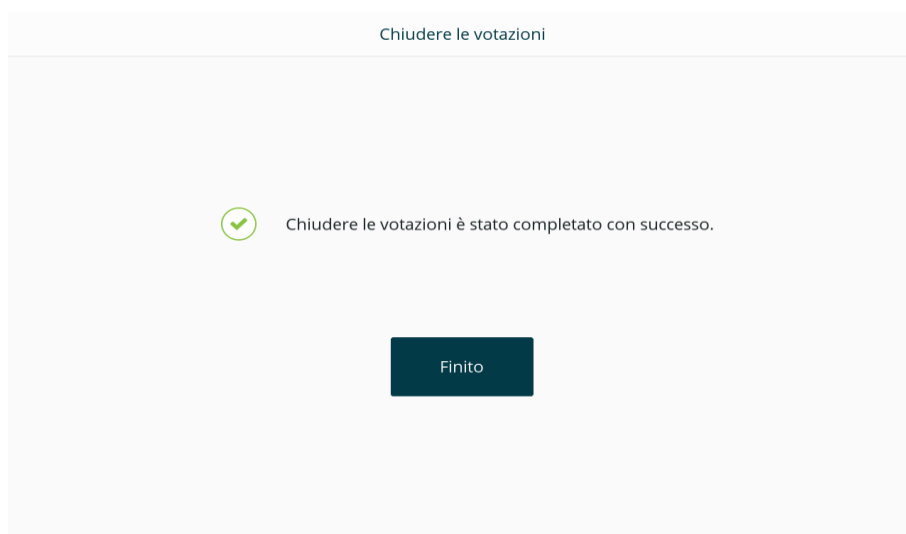 Chiudere le votazioni
Chiudere le votazioni è stato completato con successo.
Finito